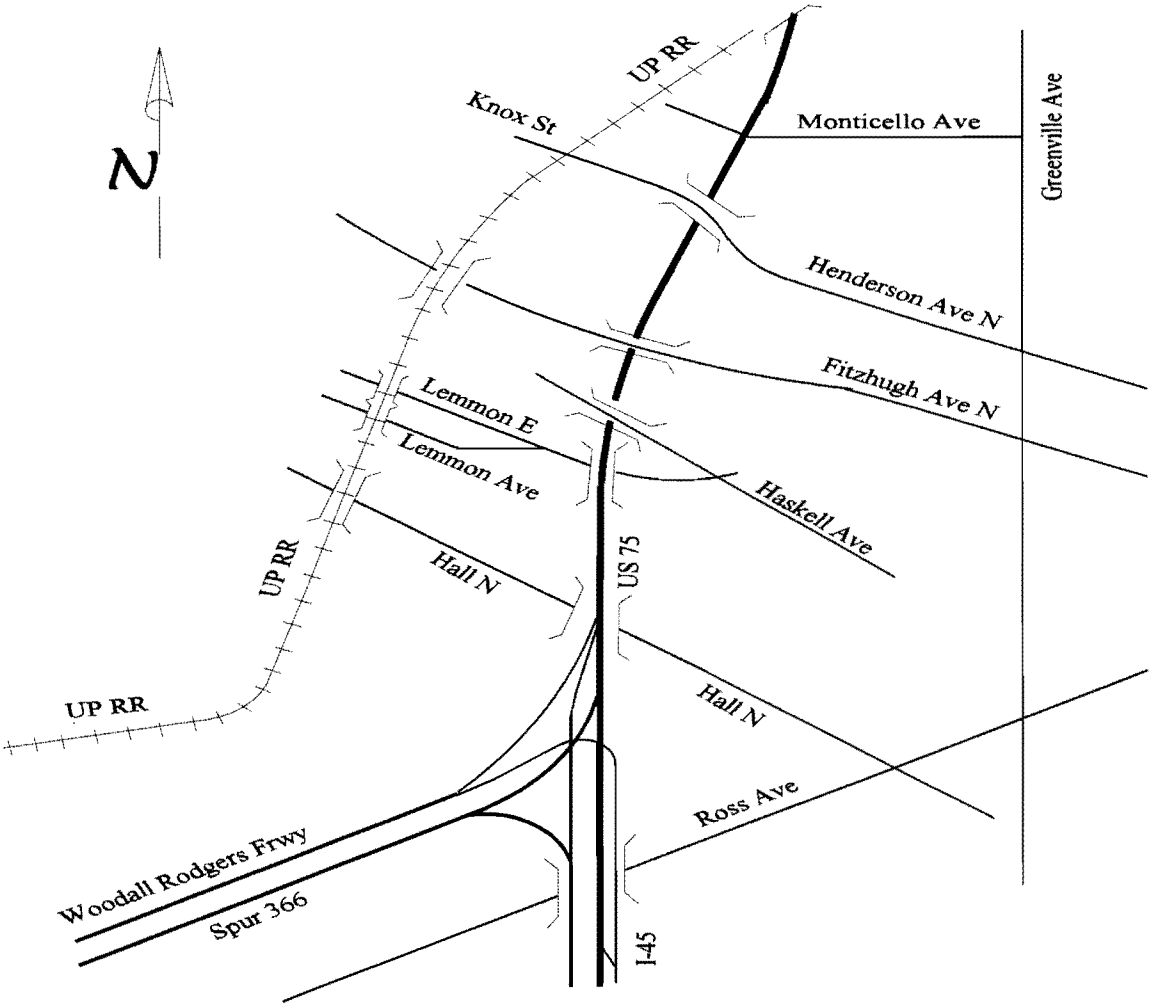 UP RR
Knox St
Monticello Ave
Greenville Ave
N
Henderson Ave N
Fitzhugh Ave N
Lemmon E
Lemmon Ave
Haskell Ave
US 75
UP RR
Hall N
Hall N
UP RR
Ross Ave
Woodall Rodgers Frwy
Spur 366
I-45